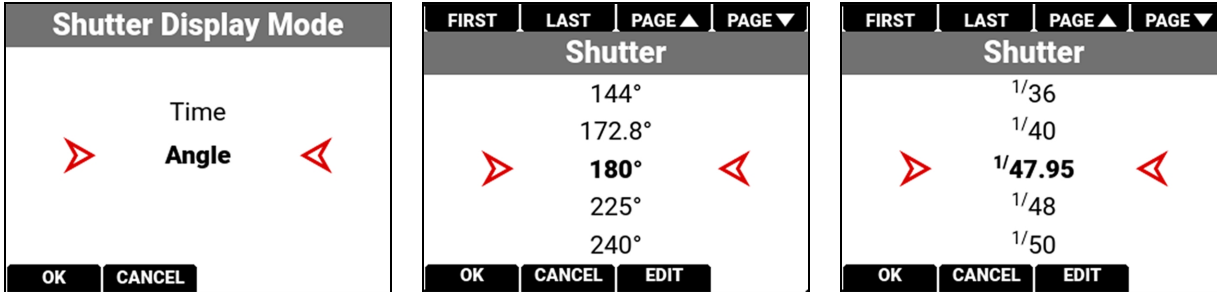 Shutter Display Mode
Time
Angle
OK CANCEL
FIRST LAST PAGE▲ PAGE▼
Shutter
144°
172.8°
180°
225°
240°
OK CANCEL EDIT
FIRST LAST PAGE▲ PAGE▼
Shutter
1/36
1/40
1/47.95
1/48
1/50
OK CANCEL EDIT